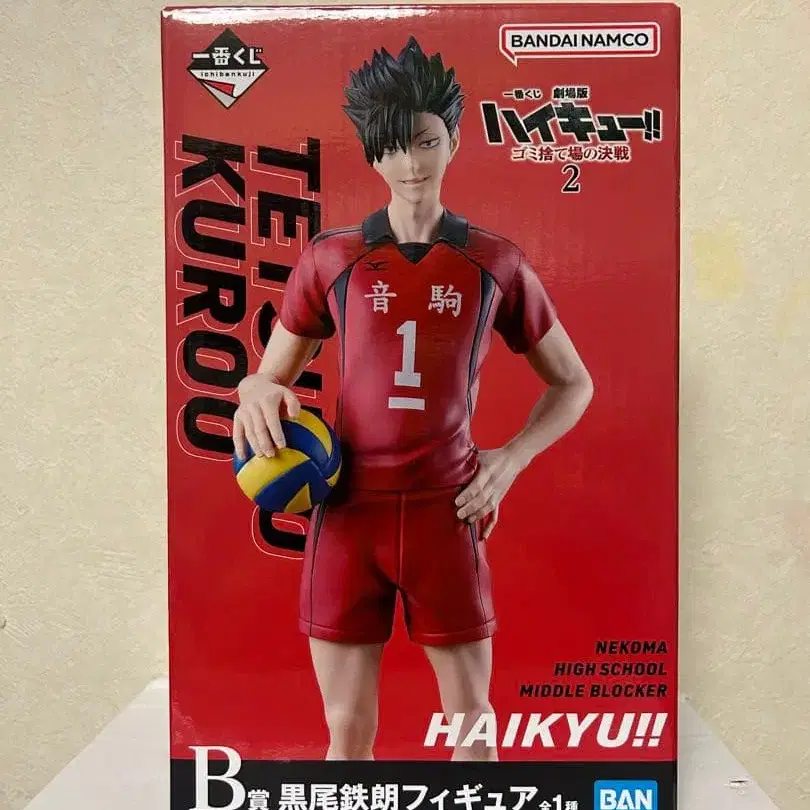 一番くじ
ichibankuji
BANDAI NAMCO
一番くじ 劇場版
ハイキュー!!
ゴミ捨て場の決戦
2
KUROO
音駒
1
NEKOMA
HIGH SCHOOL
MIDDLE BLOCKER
HAIKYU!!
B賞 黒尾鉄朗フィギュア 全1種
BAN